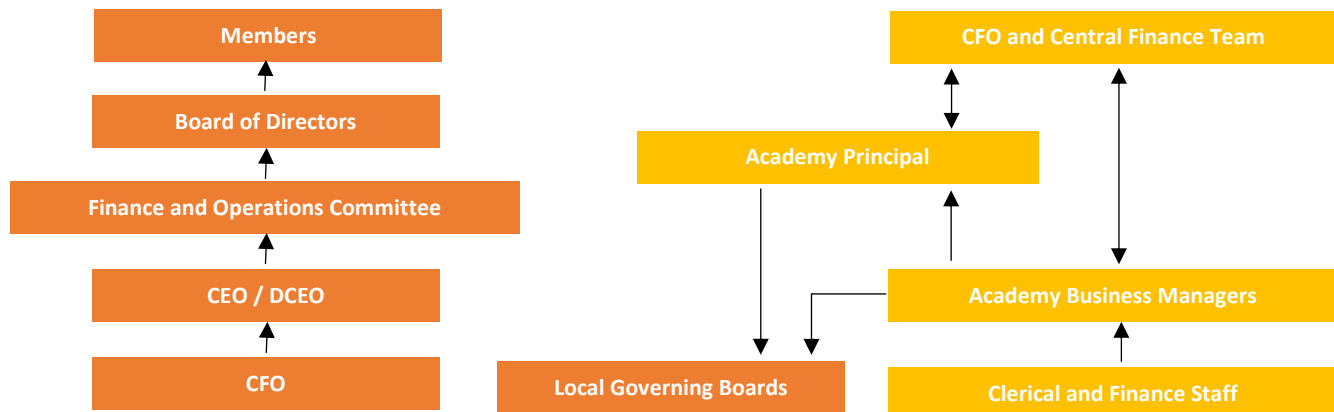 Members
Board of Directors
Finance and Operations Committee
CEO / DCEO
CFO
CFO and Central Finance Team
Academy Principal
Academy Business Managers
Local Governing Boards
Clerical and Finance Staff